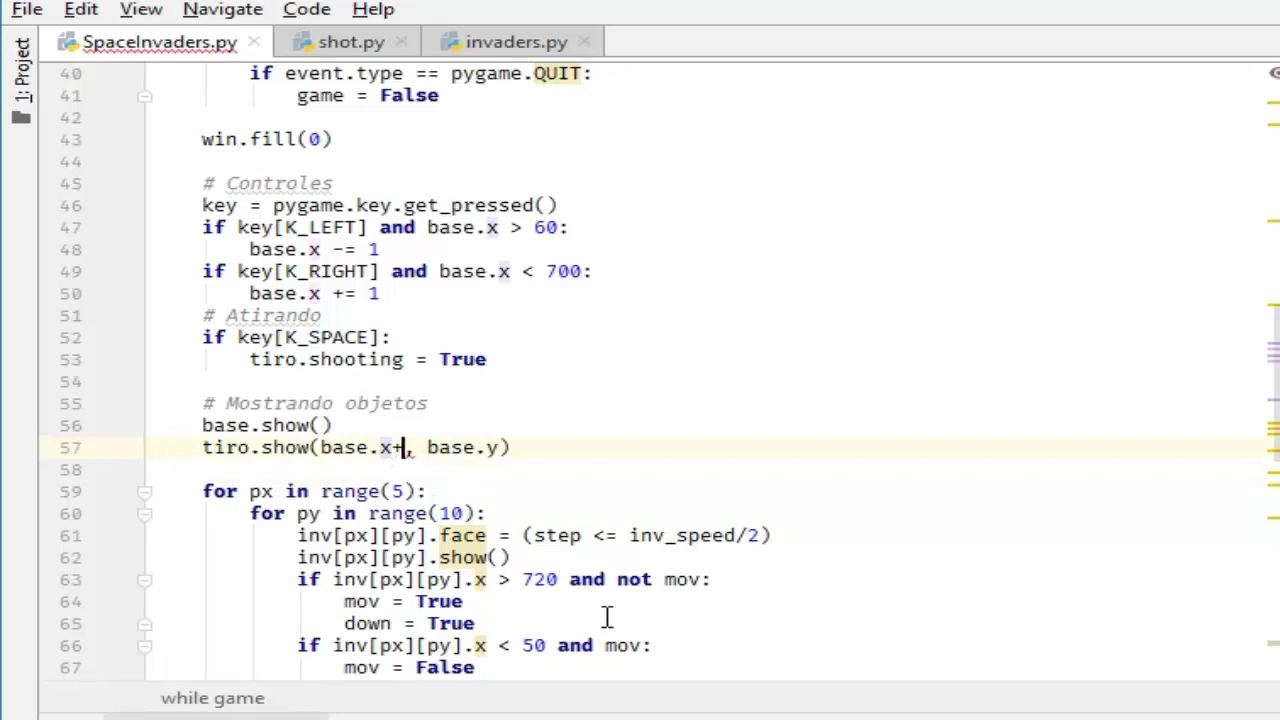 File Edit View Navigate Code Help
SpaceInvaders.py shot.py invaders.py
1: Project
40 if event.type == pygame.QUIT:
41 game = False
42
43 win.fill(0)
44
45 # Controles
46 key = pygame.key.get_pressed()
47 if key[K_LEFT] and base.x > 60:
48 base.x -= 1
49 if key[K_RIGHT] and base.x < 700:
50 base.x += 1
51 # Atirando
52 if key[K_SPACE]:
53 tiro.shooting = True
54
55 # Mostrando objetos
56 base.show()
57 tiro.show(base.x+, base.y)
58
59 for px in range(5):
60 for py in range(10):
61 inv[px][py].face = (step <= inv_speed/2)
62 inv[px][py].show()
63 if inv[px][py].x > 720 and not mov:
64 mov = True
65 down = True
66 if inv[px][py].x < 50 and mov:
67 mov = False
while game